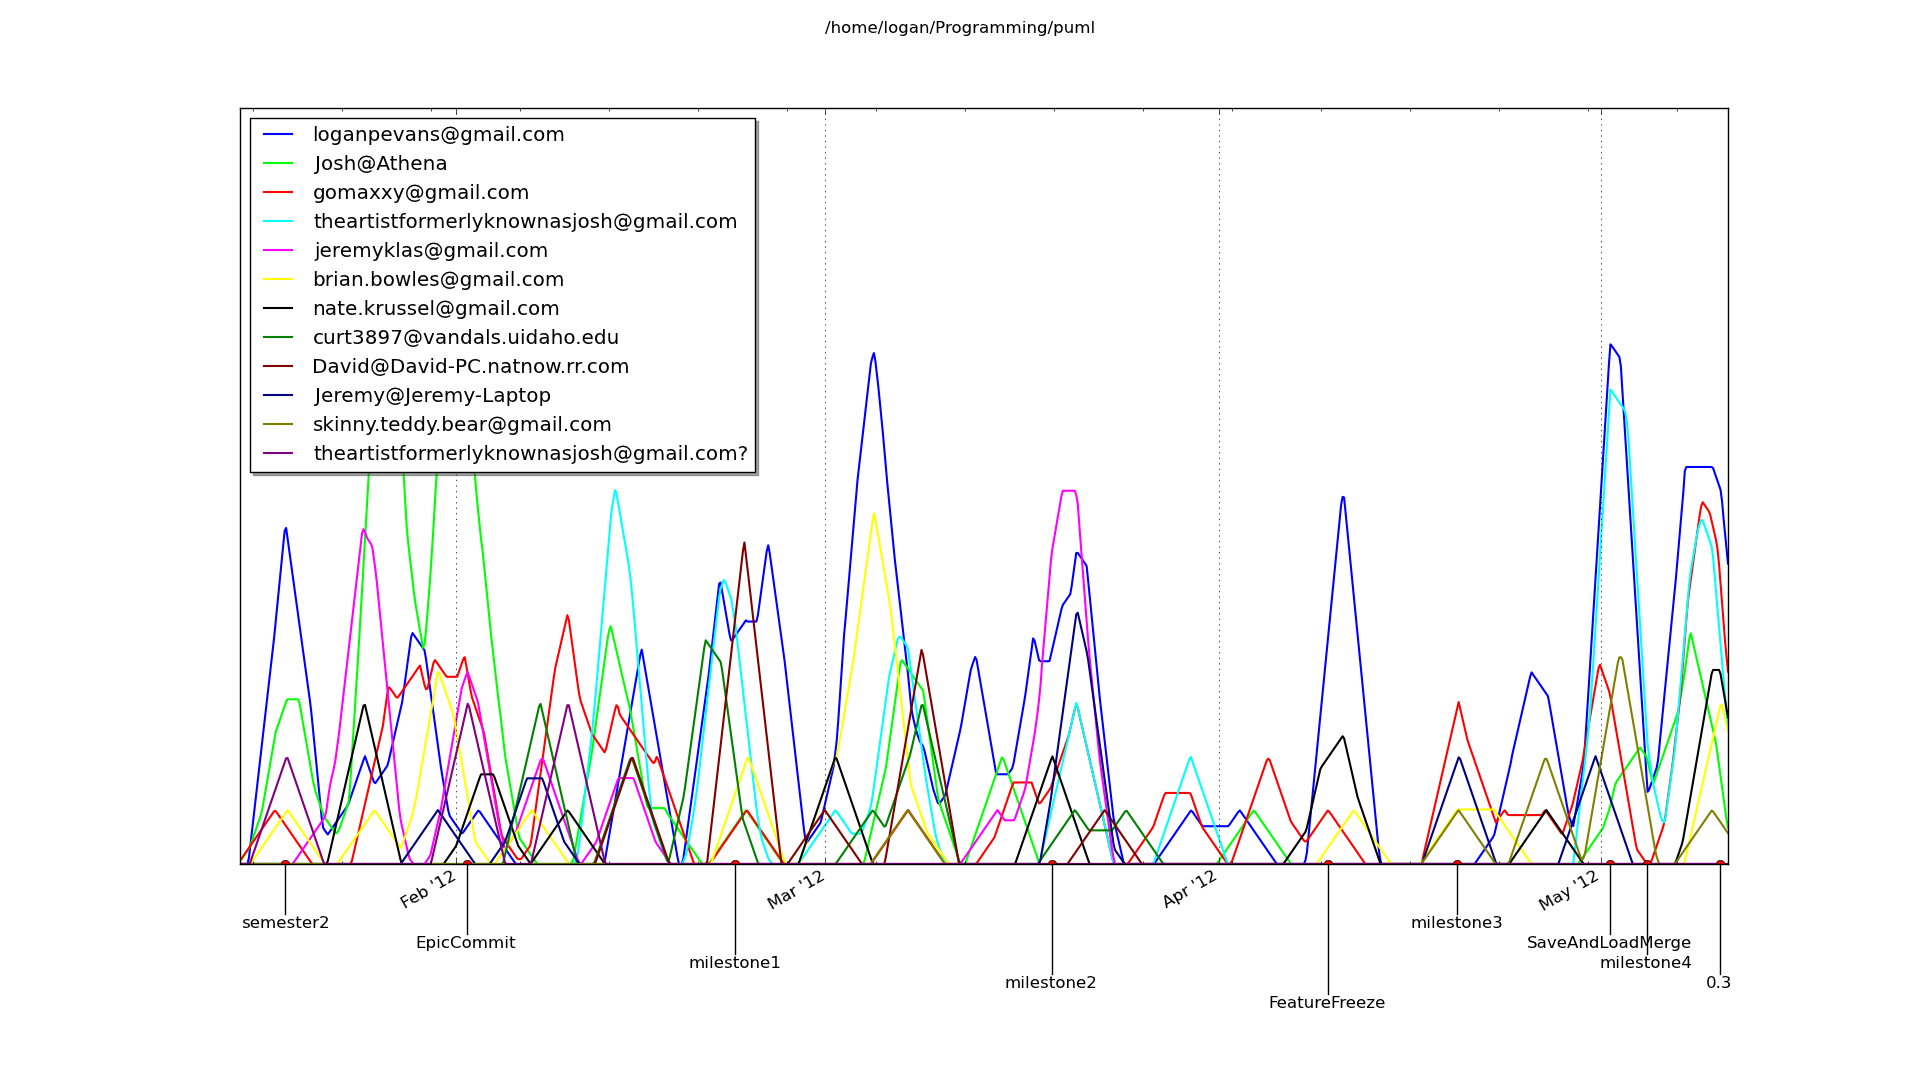 /home/logan/Programming/puml
loganpevans@gmail.com
Josh@Athena
gomaxxy@gmail.com
theartistformerlyknownasjosh@gmail.com
jeremyklas@gmail.com
brian.bowles@gmail.com
nate.krussel@gmail.com
curt3897@vandals.uidaho.edu
David@David-PC.natnow.rr.com
Jeremy@Jeremy-Laptop
skinny.teddy.bear@gmail.com
theartistformerlyknownasjosh@gmail.com?
Feb '12
Mar '12
Apr '12
May '12
semester2
milestone3
EpicCommit
SaveAndLoadMerge
milestone1
milestone4
milestone2
0.3
FeatureFreeze